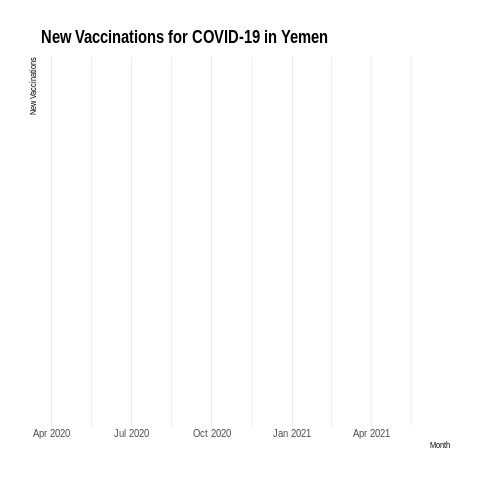 New Vaccinations for COVID-19 in Yemen
New Vaccinations
Apr 2020 Jul 2020 Oct 2020 Jan 2021 Apr 2021
Month